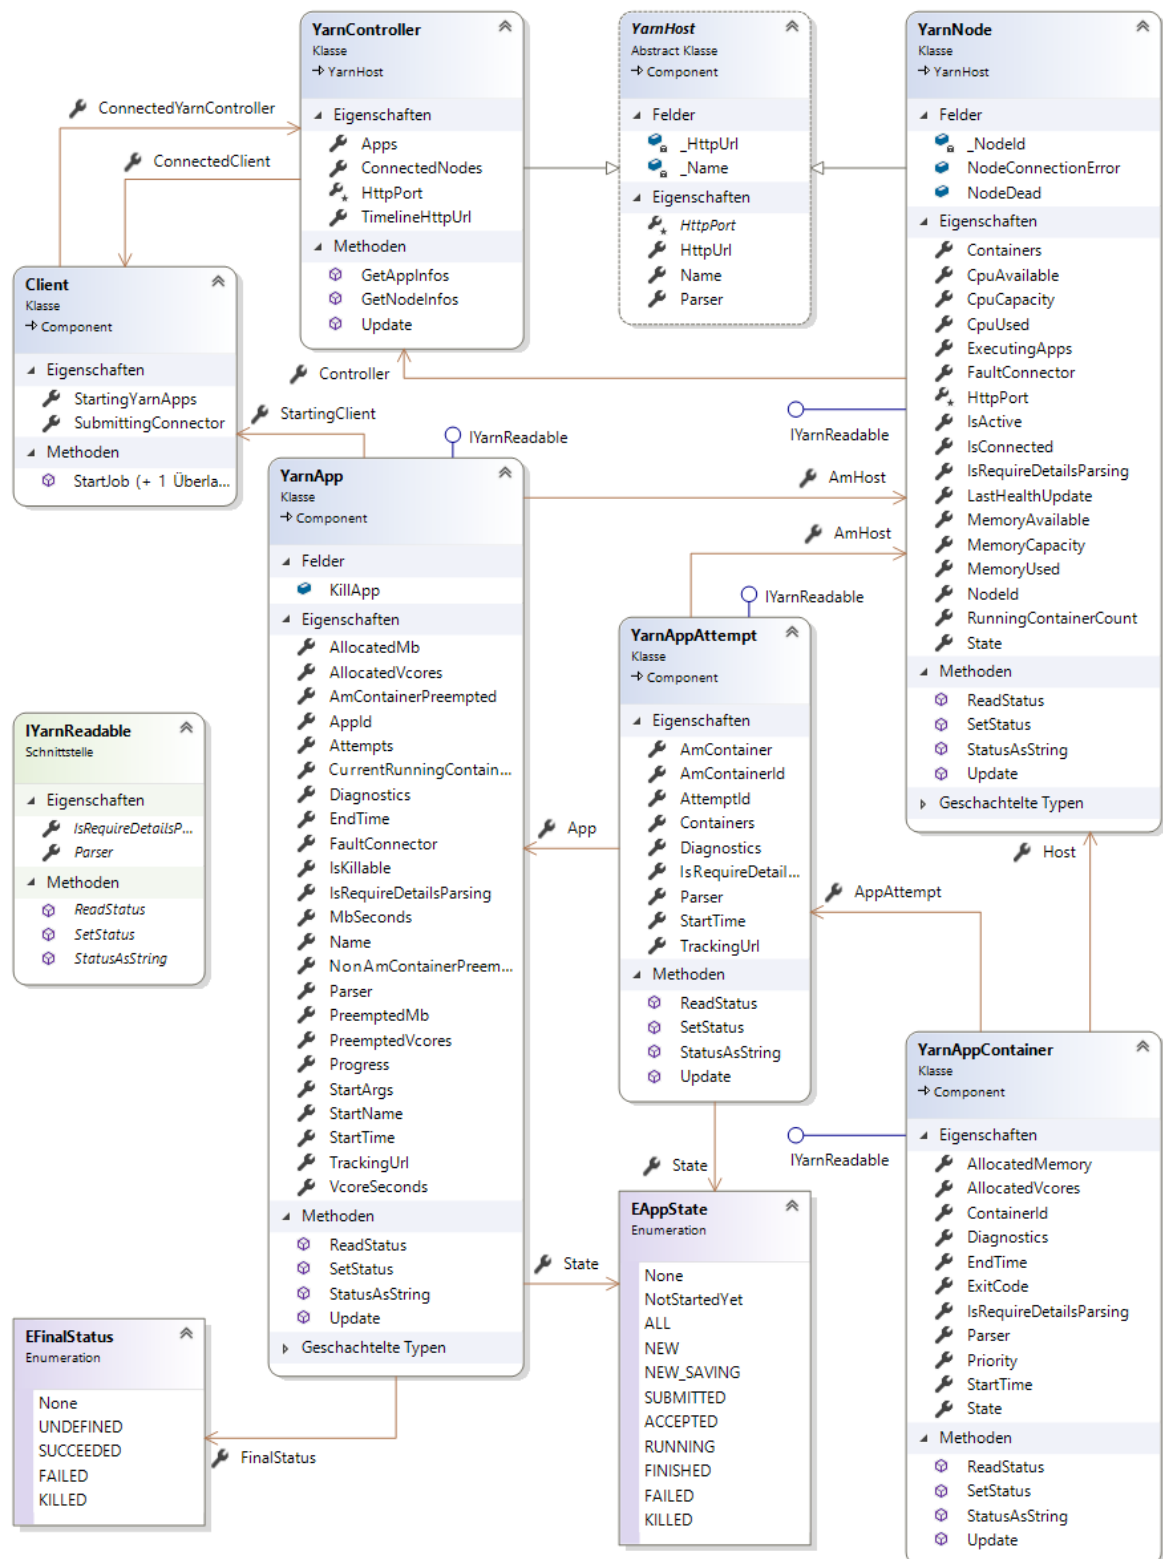 YarnController
Klasse
YarnHost
Eigenschaften
Apps
ConnectedNodes
HttpPort
TimelineHttpUrl
Methoden
GetAppInfos
GetNodeInfos
Update
YarnHost
Abstract Klasse
Component
Felder
_HttpUrl
_Name
Eigenschaften
HttpPort
HttpUrl
Name
Parser
YarnNode
Klasse
YarnHost
Felder
_NodeId
NodeConnectionError
NodeDead
Eigenschaften
Containers
CpuAvailable
CpuCapacity
CpuUsed
ExecutingApps
FaultConnector
HttpPort
IsActive
IsConnected
IsRequireDetailsParsing
LastHealthUpdate
MemoryAvailable
MemoryCapacity
MemoryUsed
NodeId
RunningContainerCount
State
Methoden
ReadStatus
SetStatus
StatusAsString
Update
Geschachtelte Typen
ConnectedYarnController
ConnectedClient
Client
Klasse
Component
Eigenschaften
StartingYarnApps
SubmittingConnector
Methoden
StartJob (+ 1 Überla...
Controller
StartingClient
IYarnReadable
IYarnReadable
AmHost
AmHost
IYarnReadable
YarnApp
Klasse
Component
Felder
KillApp
Eigenschaften
AllocatedMb
AllocatedVcores
AmContainerPreempted
AppId
Attempts
CurrentRunningContain...
Diagnostics
EndTime
FaultConnector
IsKillable
IsRequireDetailsParsing
MbSeconds
Name
NonAmContainerPreem...
Parser
PreemptedMb
PreemptedVcores
Progress
StartArgs
StartName
StartTime
TrackingUrl
VcoreSeconds
Methoden
ReadStatus
SetStatus
StatusAsString
Update
Geschachtelte Typen
YarnAppAttempt
Klasse
Component
Eigenschaften
AmContainer
AmContainerId
AttemptId
Containers
Diagnostics
IsRequireDetail...
Parser
StartTime
TrackingUrl
Methoden
ReadStatus
SetStatus
StatusAsString
Update
IYarnReadable
Schnittstelle
Eigenschaften
IsRequireDetailsP...
Parser
Methoden
ReadStatus
SetStatus
StatusAsString
App
Host
AppAttempt
YarnAppContainer
Klasse
Component
Eigenschaften
AllocatedMemory
AllocatedVcores
ContainerId
Diagnostics
EndTime
ExitCode
IsRequireDetailsParsing
Parser
Priority
StartTime
State
Methoden
ReadStatus
SetStatus
StatusAsString
Update
IYarnReadable
State
State
EAppState
Enumeration
None
NotStartedYet
ALL
NEW
NEW_SAVING
SUBMITTED
ACCEPTED
RUNNING
FINISHED
FAILED
KILLED
EFinalStatus
Enumeration
None
UNDEFINED
SUCCEEDED
FAILED
KILLED
FinalStatus